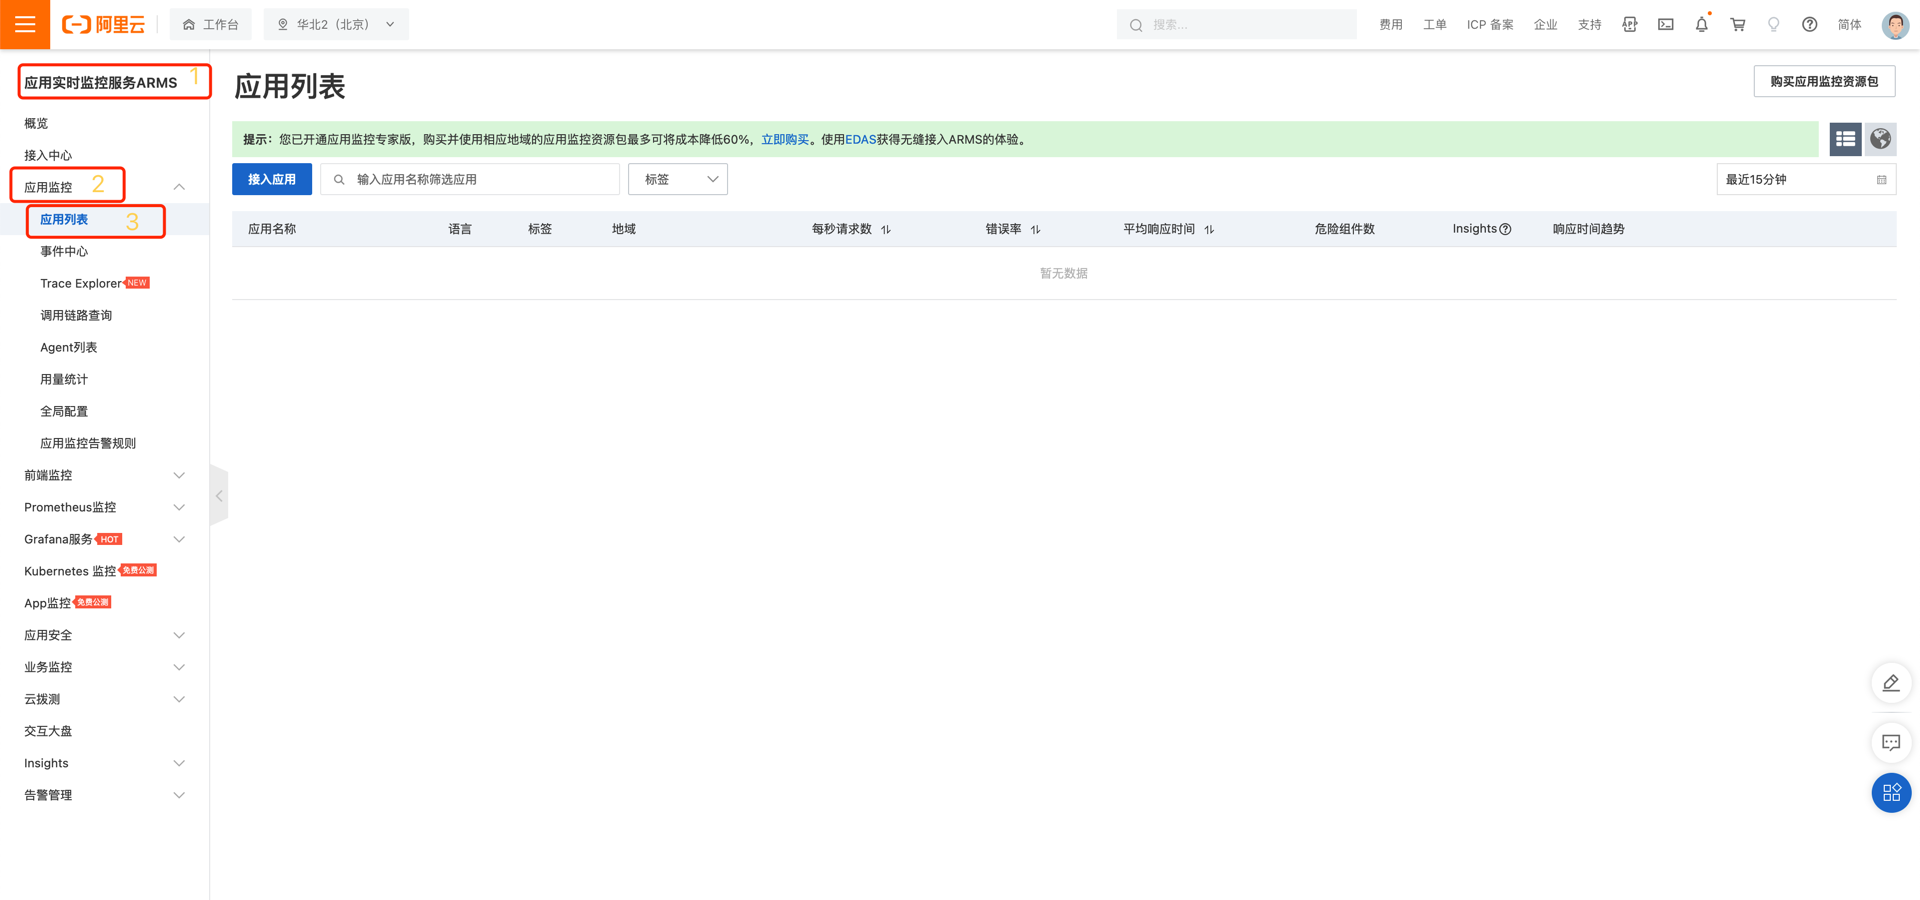 阿里云
工作台
华北2（北京）
搜索...
费用
工单
ICP 备案
企业
支持
简体
应用实时监控服务ARMS
1
概览
接入中心
应用监控
2
应用列表
3
事件中心
Trace Explorer NEW
调用链路查询
Agent列表
用量统计
全局配置
应用监控告警规则
前端监控
Prometheus监控
Grafana服务 HOT
Kubernetes 监控 免费公测
App监控 免费公测
应用安全
业务监控
云拨测
交互大盘
Insights
告警管理
应用列表
购买应用监控资源包
提示：您已开通应用监控专家版，购买并使用相应地域的应用监控资源包最多可将成本降低60%，立即购买。使用EDAS获得无缝接入ARMS的体验。
接入应用
输入应用名称筛选应用
标签
最近15分钟
应用名称
语言
标签
地域
每秒请求数
错误率
平均响应时间
危险组件数
Insights
响应时间趋势
暂无数据